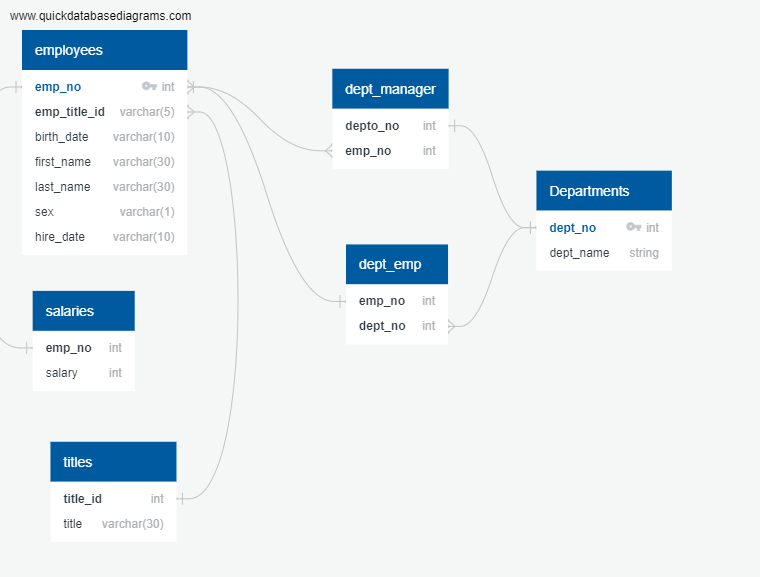 www.quickdatabasediagrams.com
employees
emp_no int
emp_title_id varchar(5)
birth_date varchar(10)
first_name varchar(30)
last_name varchar(30)
sex varchar(1)
hire_date varchar(10)
dept_manager
depto_no int
emp_no int
Departments
dept_no int
dept_name string
dept_emp
emp_no int
dept_no int
salaries
emp_no int
salary int
titles
title_id int
title varchar(30)